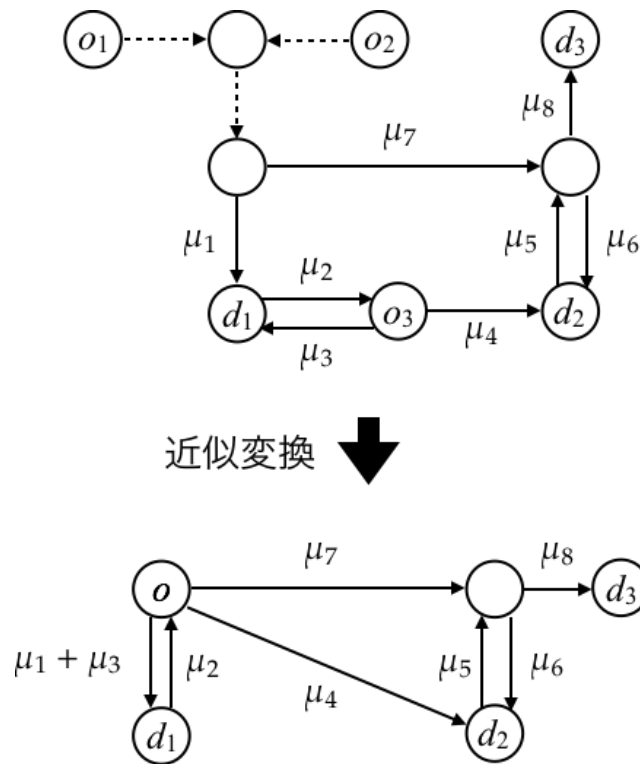 o₁ o₂ d₃
μ₈
μ₇
μ₁ μ₂ μ₅ μ₆
d₁ o₃ d₂
μ₃ μ₄
近似変換
μ₇ μ₈
o d₃
μ₁ + μ₃ μ₂ μ₄ μ₅ μ₆
d₁ d₂